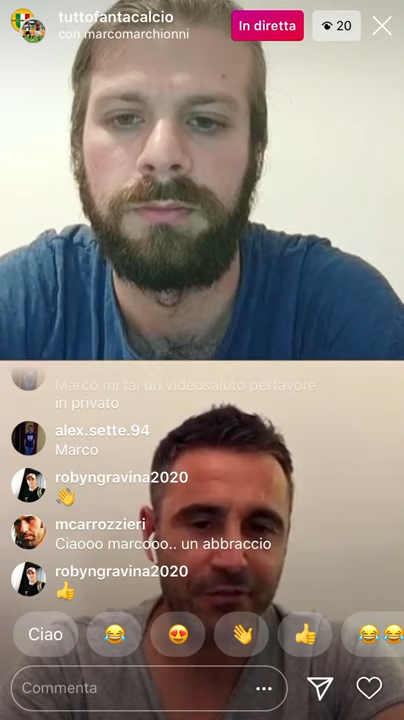 tuttofantacalcio
con marcomarchionni
In diretta
20
Marco mi fai un videosaluto perfavore
in privato
alex.sette.94
Marco
robyngravina2020
👋
mcarrozzieri
Ciaooo marcooo.. un abbraccio
robyngravina2020
👍
Ciao 😂 😍 👋 👍 😂😂
Commenta